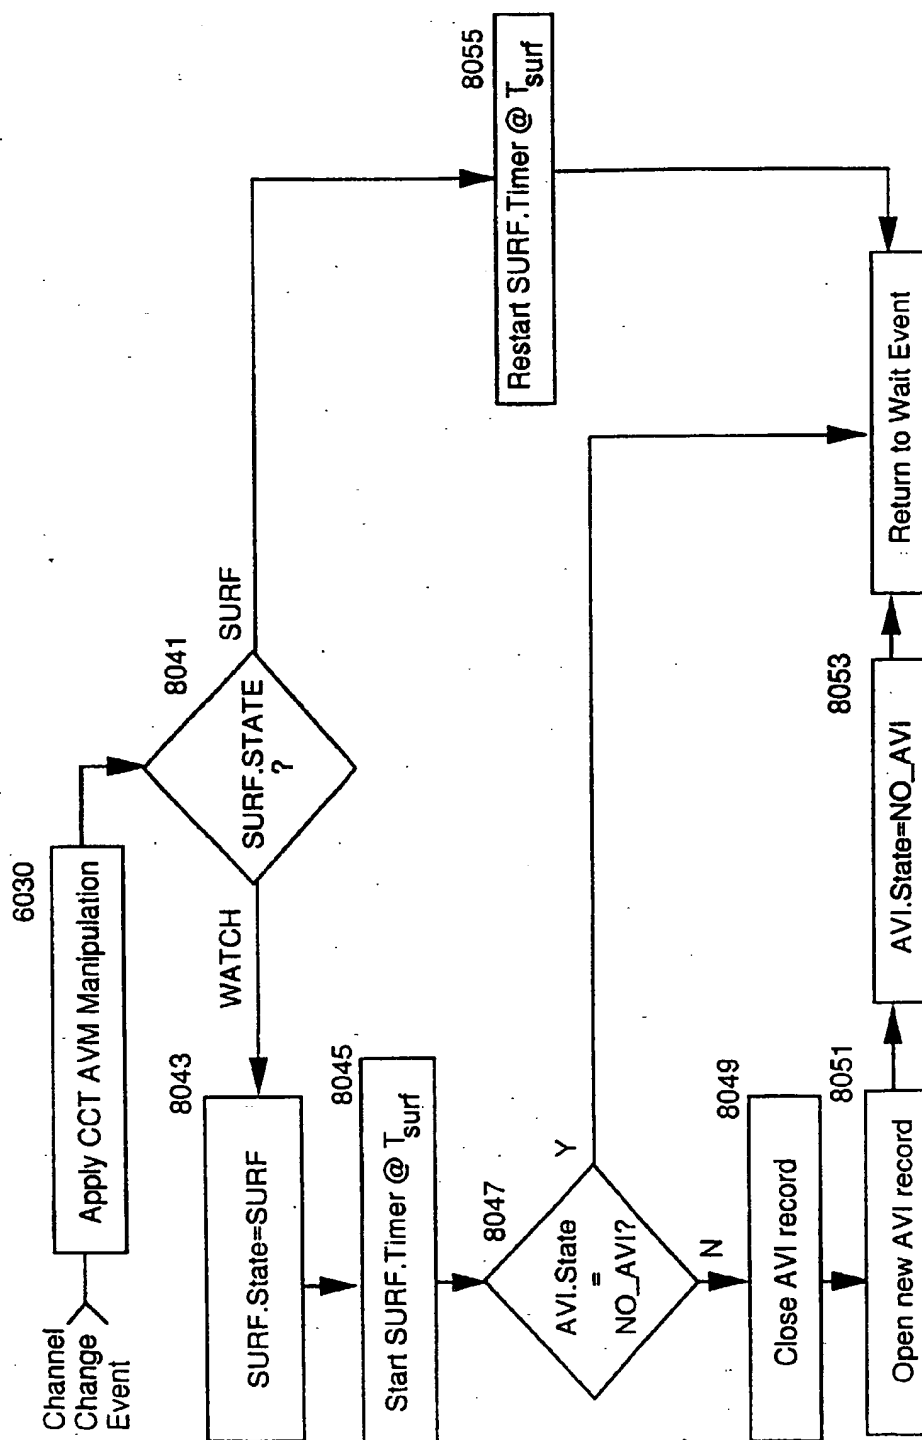 Channel
Change
Event
6030
Apply CCT AVM Manipulation
8041
SURF.STATE
?
WATCH
SURF
8043
SURF.State=SURF
8045
Start SURF.Timer @ Tsurf
8047
AVI.State
=
NO_AVI?
Y
N
8049
Close AVI record
8051
Open new AVI record
8053
AVI.State=NO_AVI
8055
Restart SURF.Timer @ Tsurf
Return to Wait Event